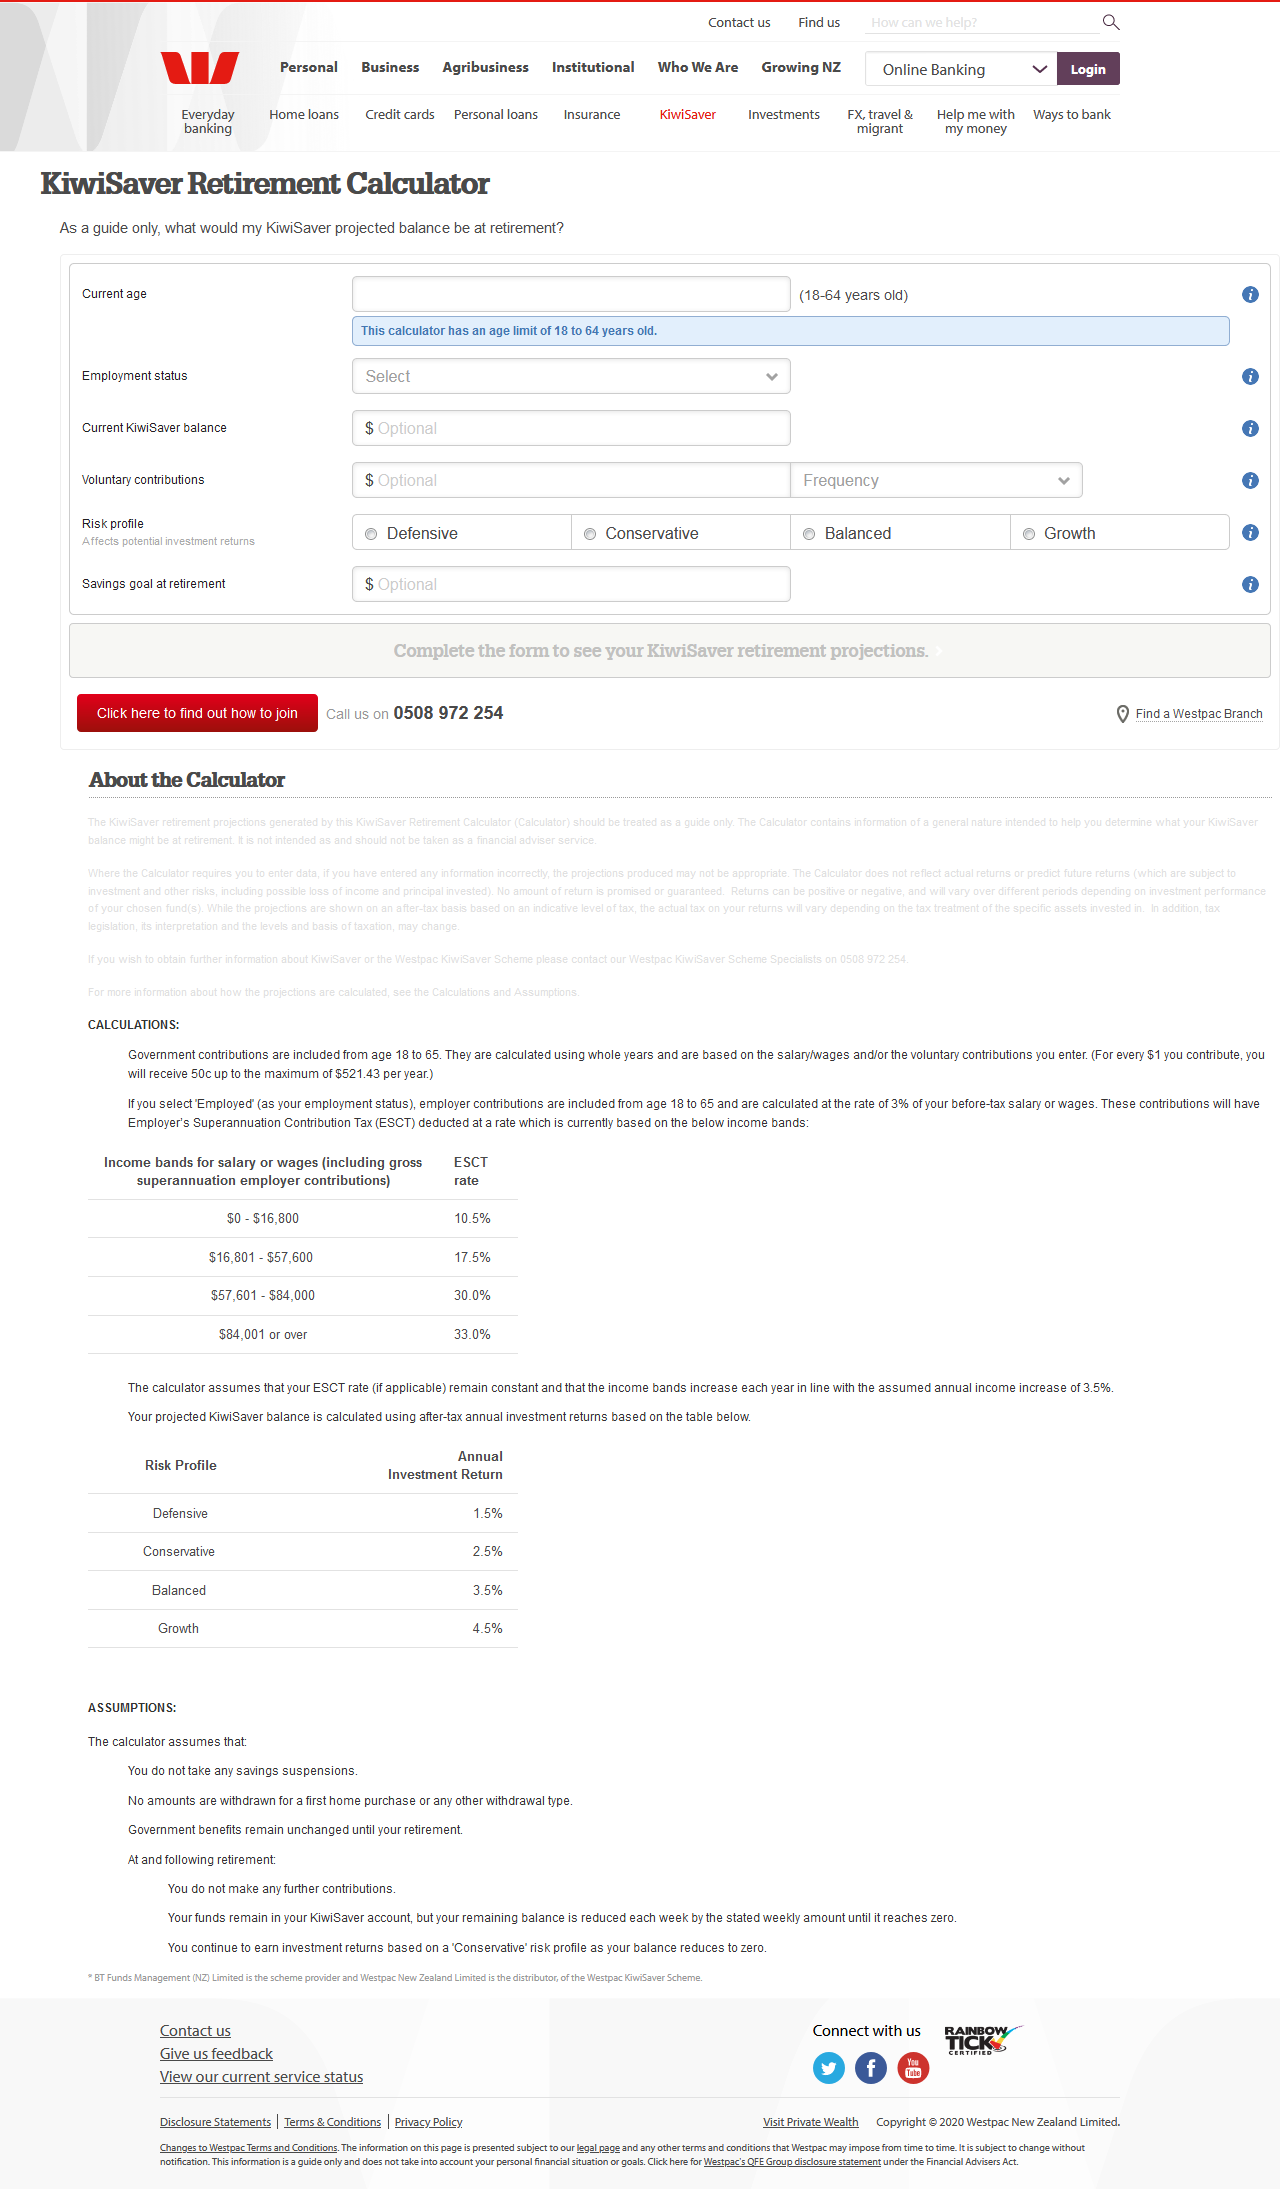 Contact us
Find us
How can we help?
Personal
Business
Agribusiness
Institutional
Who We Are
Growing NZ
Online Banking
Login
Everyday
banking
Home loans
Credit cards
Personal loans
Insurance
KiwiSaver
Investments
FX, travel &
migrant
Help me with
my money
Ways to bank
KiwiSaver Retirement Calculator
As a guide only, what would my KiwiSaver projected balance be at retirement?
Current age
(18-64 years old)
This calculator has an age limit of 18 to 64 years old.
Employment status
Select
Current KiwiSaver balance
$ Optional
Voluntary contributions
$ Optional
Frequency
Risk profile
Affects potential investment returns
Defensive
Conservative
Balanced
Growth
Savings goal at retirement
$ Optional
Complete the form to see your KiwiSaver retirement projections.
Click here to find out how to join
Call us on 0508 972 254
Find a Westpac Branch
About the Calculator
The KiwiSaver retirement projections generated by this KiwiSaver Retirement Calculator (Calculator) should be treated as a guide only. The Calculator contains information of a general nature intended to help you determine what your KiwiSaver
balance might be at retirement. It is not intended as and should not be taken as a financial adviser service.
Where the Calculator requires you to enter data, if you have entered any information incorrectly, the projections produced may not be appropriate. The Calculator does not reflect actual returns or predict future returns (which are subject to
investment and other risks, including possible loss of income and principal invested). No amount of return is promised or guaranteed. Returns can be positive or negative, and will vary over different periods depending on investment performance
of your chosen fund(s). While the projections are shown on an after-tax basis based on an indicative level of tax, the actual tax on your returns will vary depending on the tax treatment of the specific assets invested in. In addition, tax
legislation, its interpretation and the levels and basis of taxation, may change.
If you wish to obtain further information about KiwiSaver or the Westpac KiwiSaver Scheme please contact our Westpac KiwiSaver Scheme Specialists on 0508 972 254.
For more information about how the projections are calculated, see the Calculations and Assumptions.
CALCULATIONS:
Government contributions are included from age 18 to 65. They are calculated using whole years and are based on the salary/wages and/or the voluntary contributions you enter. (For every $1 you contribute, you
will receive 50c up to the maximum of $521.43 per year.)
If you select 'Employed' (as your employment status), employer contributions are included from age 18 to 65 and are calculated at the rate of 3% of your before-tax salary or wages. These contributions will have
Employer's Superannuation Contribution Tax (ESCT) deducted at a rate which is currently based on the below income bands:
Income bands for salary or wages (including gross
superannuation employer contributions)
ESCT
rate
$0 - $16,800
10.5%
$16,801 - $57,600
17.5%
$57,601 - $84,000
30.0%
$84,001 or over
33.0%
The calculator assumes that your ESCT rate (if applicable) remain constant and that the income bands increase each year in line with the assumed annual income increase of 3.5%.
Your projected KiwiSaver balance is calculated using after-tax annual investment returns based on the table below.
Risk Profile
Annual
Investment Return
Defensive
1.5%
Conservative
2.5%
Balanced
3.5%
Growth
4.5%
ASSUMPTIONS:
The calculator assumes that:
You do not take any savings suspensions.
No amounts are withdrawn for a first home purchase or any other withdrawal type.
Government benefits remain unchanged until your retirement.
At and following retirement:
You do not make any further contributions.
Your funds remain in your KiwiSaver account, but your remaining balance is reduced each week by the stated weekly amount until it reaches zero.
You continue to earn investment returns based on a 'Conservative' risk profile as your balance reduces to zero.
* BT Funds Management (NZ) Limited is the scheme provider and Westpac New Zealand Limited is the distributor, of the Westpac KiwiSaver Scheme.
Contact us
Give us feedback
View our current service status
Connect with us
You
Tube
RAINBOW
TICK
CERTIFIED
Disclosure Statements
Terms & Conditions
Privacy Policy
Visit Private Wealth
Copyright © 2020 Westpac New Zealand Limited.
Changes to Westpac Terms and Conditions. The information on this page is presented subject to our legal page and any other terms and conditions that Westpac may impose from time to time. It is subject to change without
notification. This information is a guide only and does not take into account your personal financial situation or goals. Click here for Westpac's QFE Group disclosure statement under the Financial Advisers Act.